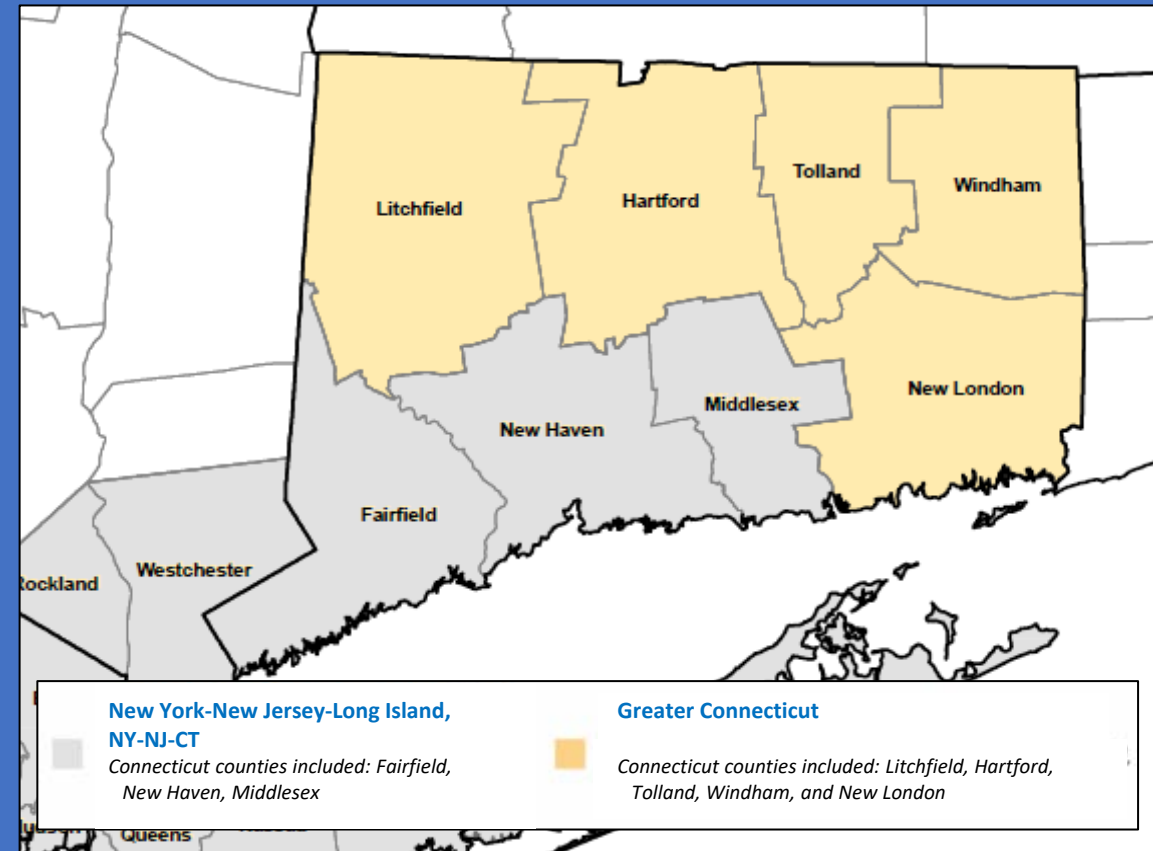 Litchfield
Hartford
Tolland
Windham
New London
Middlesex
New Haven
Fairfield
Westchester
Rockland
New York-New Jersey-Long Island,
NY-NJ-CT
Connecticut counties included: Fairfield,
New Haven, Middlesex
Greater Connecticut
Connecticut counties included: Litchfield, Hartford,
Tolland, Windham, and New London
Queens